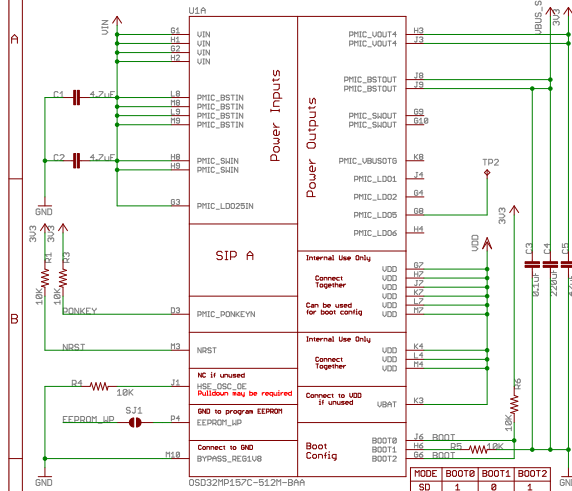 U1A
A
VIN
G1 VIN PMIC_VOUT4 H3
H1 VIN PMIC_VOUT4 J3
G2 VIN
H2 VIN
VBUS_S
3V3
C1 4.7uF
L8 PMIC_BSTIN PMIC_BSTOUT J8
M8 PMIC_BSTIN PMIC_BSTOUT J9
L9 PMIC_BSTIN PMIC_SWOUT G9
M9 PMIC_BSTIN PMIC_SWOUT G10
Power Inputs
Power Outputs
C2 4.7uF
H8 PMIC_SWIN PMIC_VBUSOTG K8
H9 PMIC_SWIN
PMIC_LDO1 J4
PMIC_LDO2 G4
G3 PMIC_LDO25IN PMIC_LDO5 G8
PMIC_LDO6 H4
TP2
GND
3V3
3V3
3V3
VDD
SIP A
Internal Use Only
Connect
Together
Can be used
for boot config
VDD G7
VDD H7
VDD J7
VDD K7
VDD L7
VDD M7
R1
10K
R3
10K
C3
0.1uF
C4
220uF
C5
B
PONKEY D3 PMIC_PONKEYN
NRST M3 NRST
Internal Use Only
Connect
Together
VDD K4
VDD L4
VDD M4
NC if unused
R4 10K J1 HSE_OSC_OE
Pulldown may be required
Connect to VDD
if unused
VBAT K3
R6
10K
GND to program EEPROM
EEPROM_WP SJ1 P4 EEPROM_WP
Connect to GND
M10 BYPASS_REG1V8
Boot
Config
BOOT0 J6 BOOT
BOOT1 H6 R5 10K
BOOT2 G6 BOOT
GND
GND
OSD32MP157C-512M-BAA
MODE BOOT0 BOOT1 BOOT2
SD 1 0 1